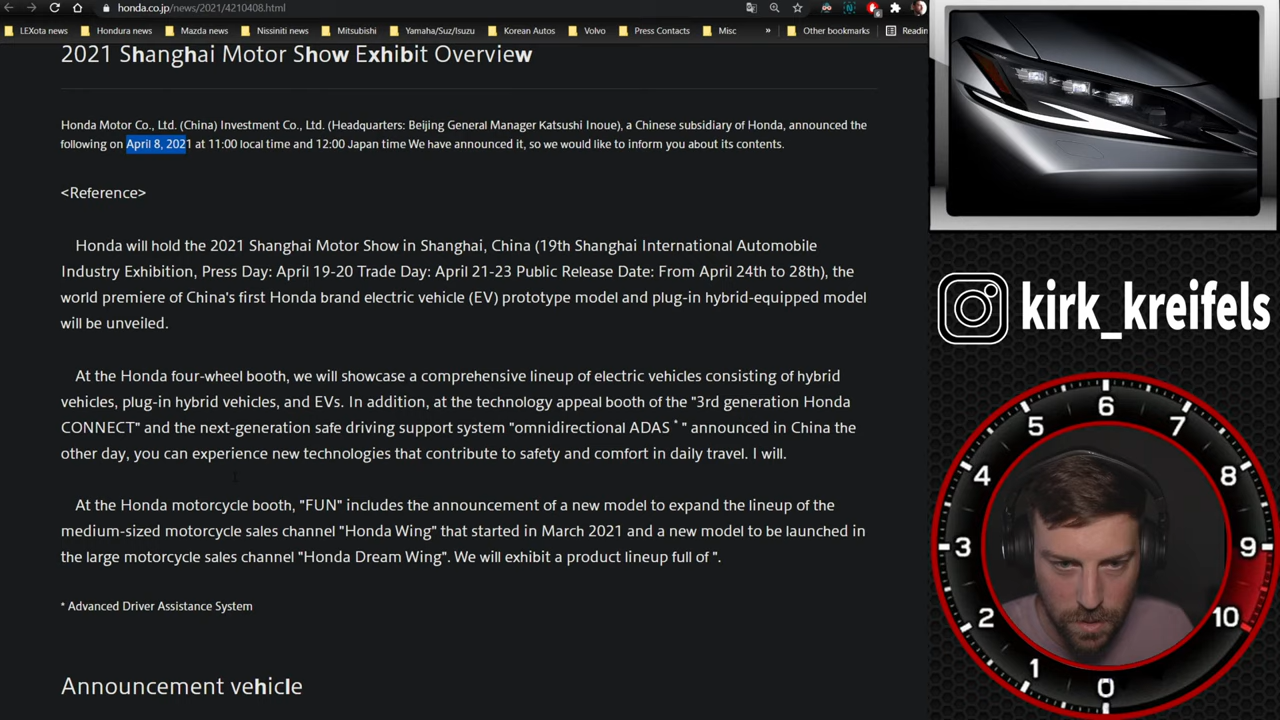 honda.co.jp/news/2021/4210408.html
LEXota news
Hondura news
Mazda news
Nissiniti news
Mitsibishi
Yamaha/Suz/Isuzu
Korean Autos
Volvo
Press Contacts
Misc
»
Other bookmarks
Readin
2021 Shanghai Motor Show Exhibit Overview
Honda Motor Co., Ltd. (China) Investment Co., Ltd. (Headquarters: Beijing General Manager Katsushi Inoue), a Chinese subsidiary of Honda, announced the
following on April 8, 2021 at 11:00 local time and 12:00 Japan time We have announced it, so we would like to inform you about its contents.
<Reference>
Honda will hold the 2021 Shanghai Motor Show in Shanghai, China (19th Shanghai International Automobile
Industry Exhibition, Press Day: April 19-20 Trade Day: April 21-23 Public Release Date: From April 24th to 28th), the
world premiere of China's first Honda brand electric vehicle (EV) prototype model and plug-in hybrid-equipped model
will be unveiled.
At the Honda four-wheel booth, we will showcase a comprehensive lineup of electric vehicles consisting of hybrid
vehicles, plug-in hybrid vehicles, and EVs. In addition, at the technology appeal booth of the "3rd generation Honda
CONNECT" and the next-generation safe driving support system "omnidirectional ADAS * " announced in China the
other day, you can experience new technologies that contribute to safety and comfort in daily travel. I will.
At the Honda motorcycle booth, "FUN" includes the announcement of a new model to expand the lineup of the
medium-sized motorcycle sales channel "Honda Wing" that started in March 2021 and a new model to be launched in
the large motorcycle sales channel "Honda Dream Wing". We will exhibit a product lineup full of ".
* Advanced Driver Assistance System
Announcement vehicle
kirk_kreifels
6
5
7
4
8
3
9
2
10
1
0